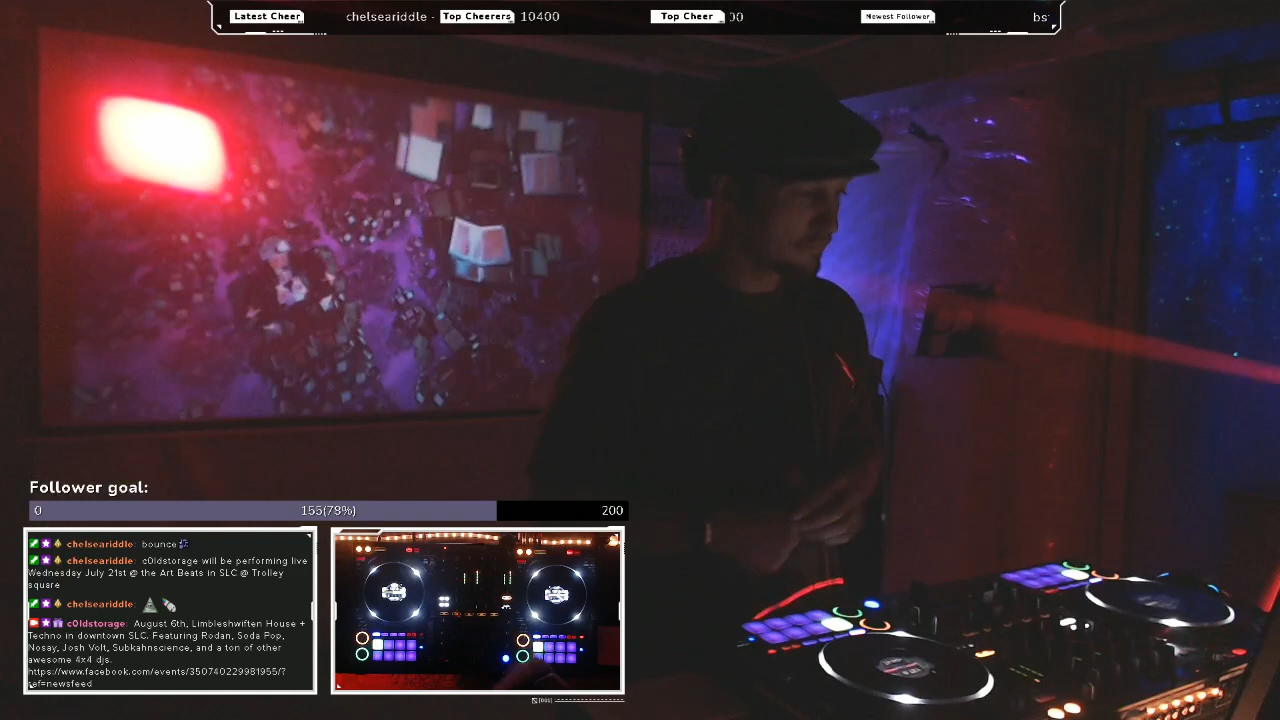 Latest Cheer
chelseariddle -
Top Cheerers
10400
Top Cheer
00
Newest Follower
bs
Follower goal:
0
155(78%)
200
chelseariddle: bounce
chelseariddle: c0ldstorage will be performing live
Wednesday July 21st @ the Art Beats in SLC @ Trolley
square
chelseariddle:
c0ldstorage: August 6th, Limbleshwiften House +
Techno in downtown SLC. Featuring Rodan, Soda Pop,
Nosay, Josh Volt, Subkahnscience, and a ton of other
awesome 4x4 djs.
https://www.facebook.com/events/350740229981955/?
ref=newsfeed